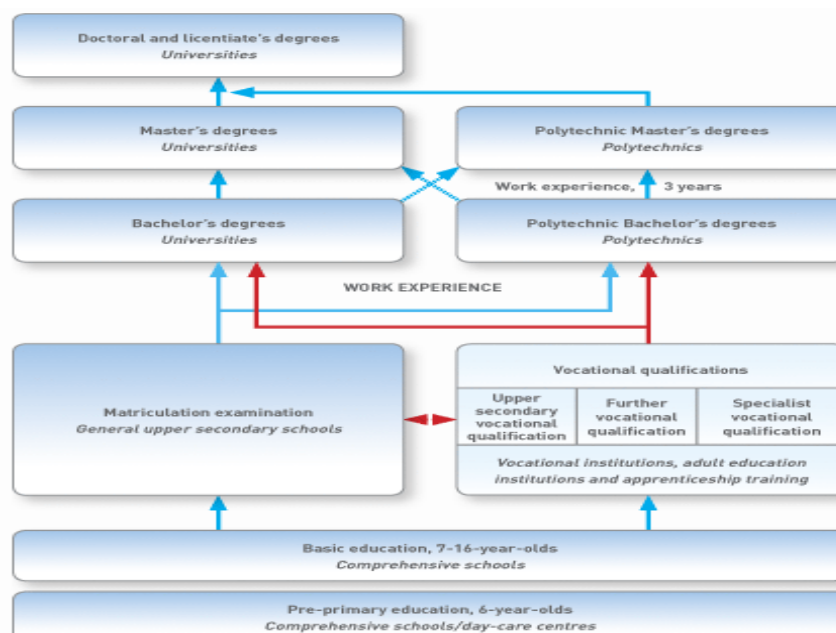 Doctoral and licentiate's degrees
Universities
Master's degrees
Universities
Polytechnic Master's degrees
Polytechnics
Work experience, 3 years
Bachelor's degrees
Universities
Polytechnic Bachelor's degrees
Polytechnics
WORK EXPERIENCE
Matriculation examination
General upper secondary schools
Vocational qualifications
Upper
secondary
vocational
qualification
Further
vocational
qualification
Specialist
vocational
qualification
Vocational institutions, adult education
institutions and apprenticeship training
Basic education, 7-16-year-olds
Comprehensive schools
Pre-primary education, 6-year-olds
Comprehensive schools/day-care centres